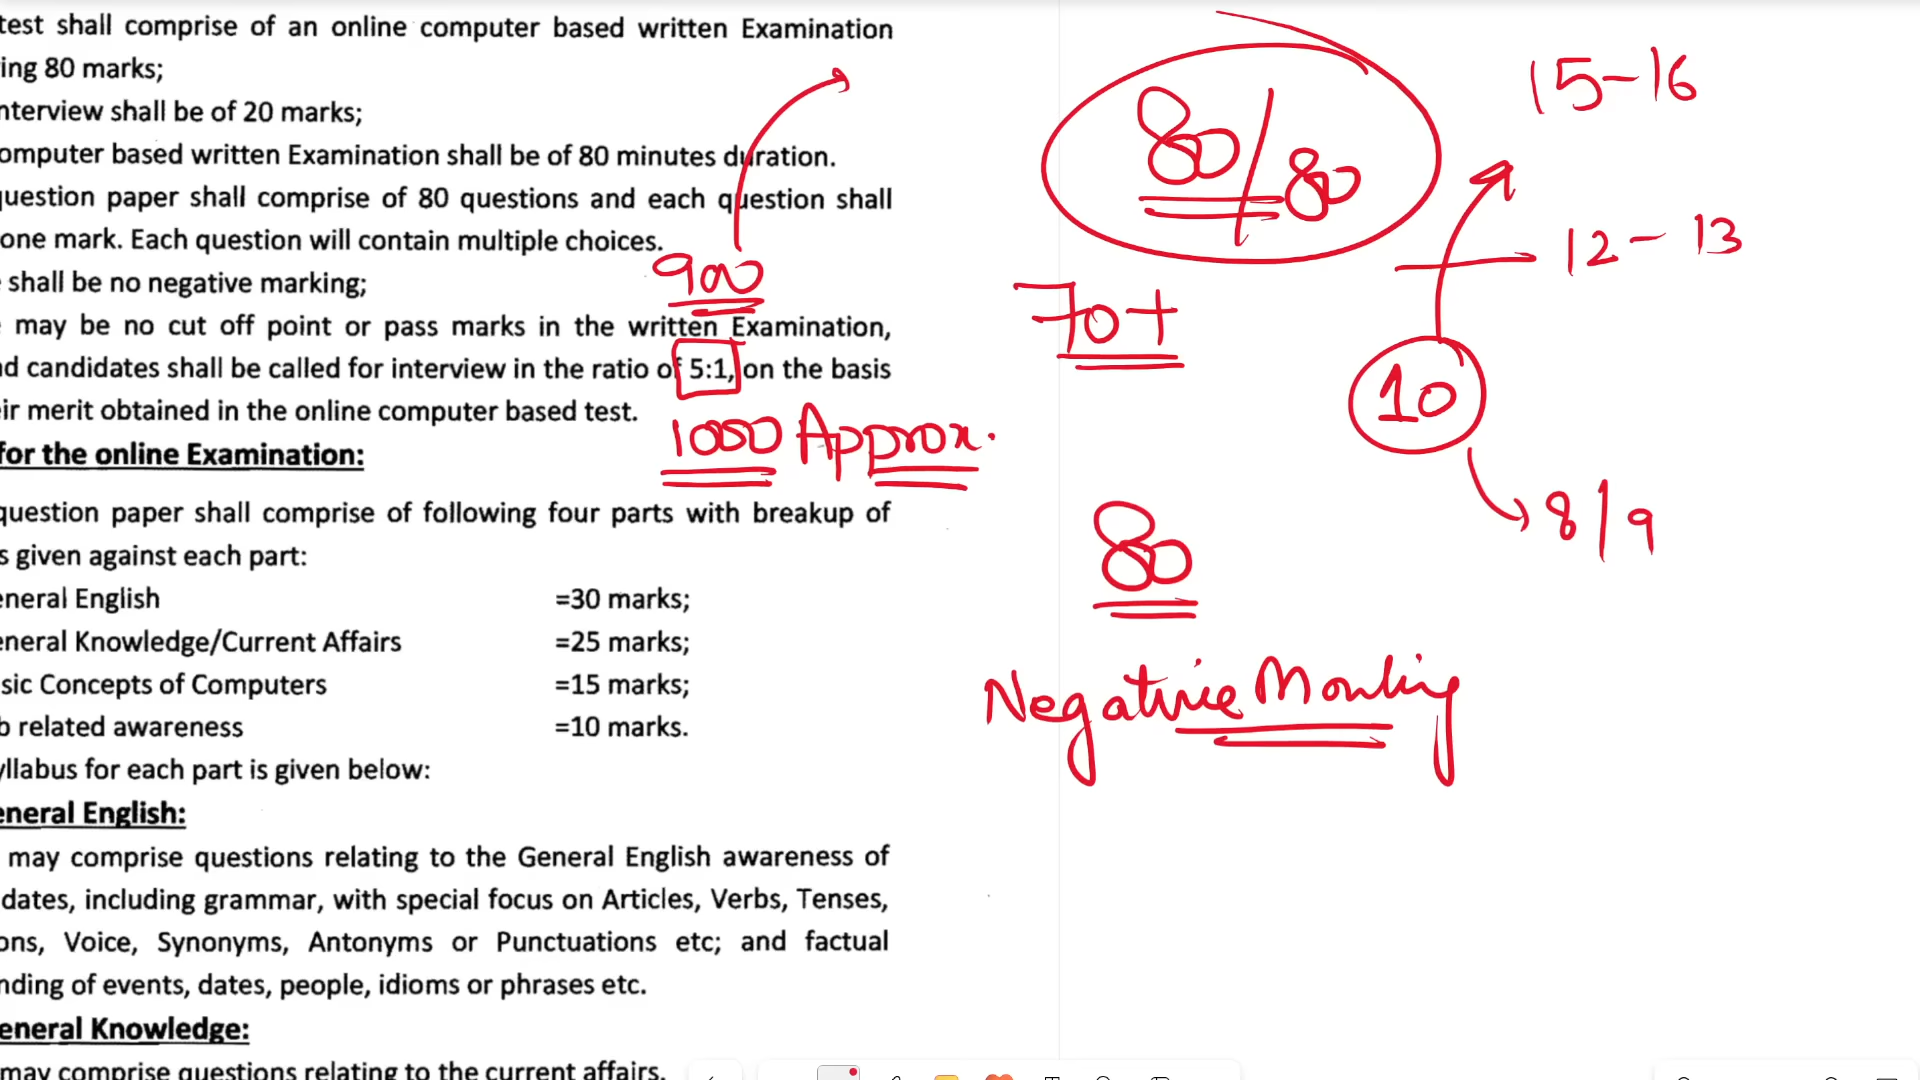 test shall comprise of an online computer based written Examination
ing 80 marks;
nterview shall be of 20 marks;
omputer based written Examination shall be of 80 minutes duration.
question paper shall comprise of 80 questions and each question shall
one mark. Each question will contain multiple choices.
shall be no negative marking;
may be no cut off point or pass marks in the written Examination,
d candidates shall be called for interview in the ratio of 5:1, on the basis
ir merit obtained in the online computer based test.
for the online Examination:
question paper shall comprise of following four parts with breakup of
s given against each part:
eneral English =30 marks;
eneral Knowledge/Current Affairs =25 marks;
sic Concepts of Computers =15 marks;
b related awareness =10 marks.
yllabus for each part is given below:
eneral English:
may comprise questions relating to the General English awareness of
dates, including grammar, with special focus on Articles, Verbs, Tenses,
ons, Voice, Synonyms, Antonyms or Punctuations etc; and factual
nding of events, dates, people, idioms or phrases etc.
eneral Knowledge:
may comprise questions relating to the current affairs.
900
1000 Approx.
80/80
70+
15-16
12-13
10
8/9
80
Negative Marking